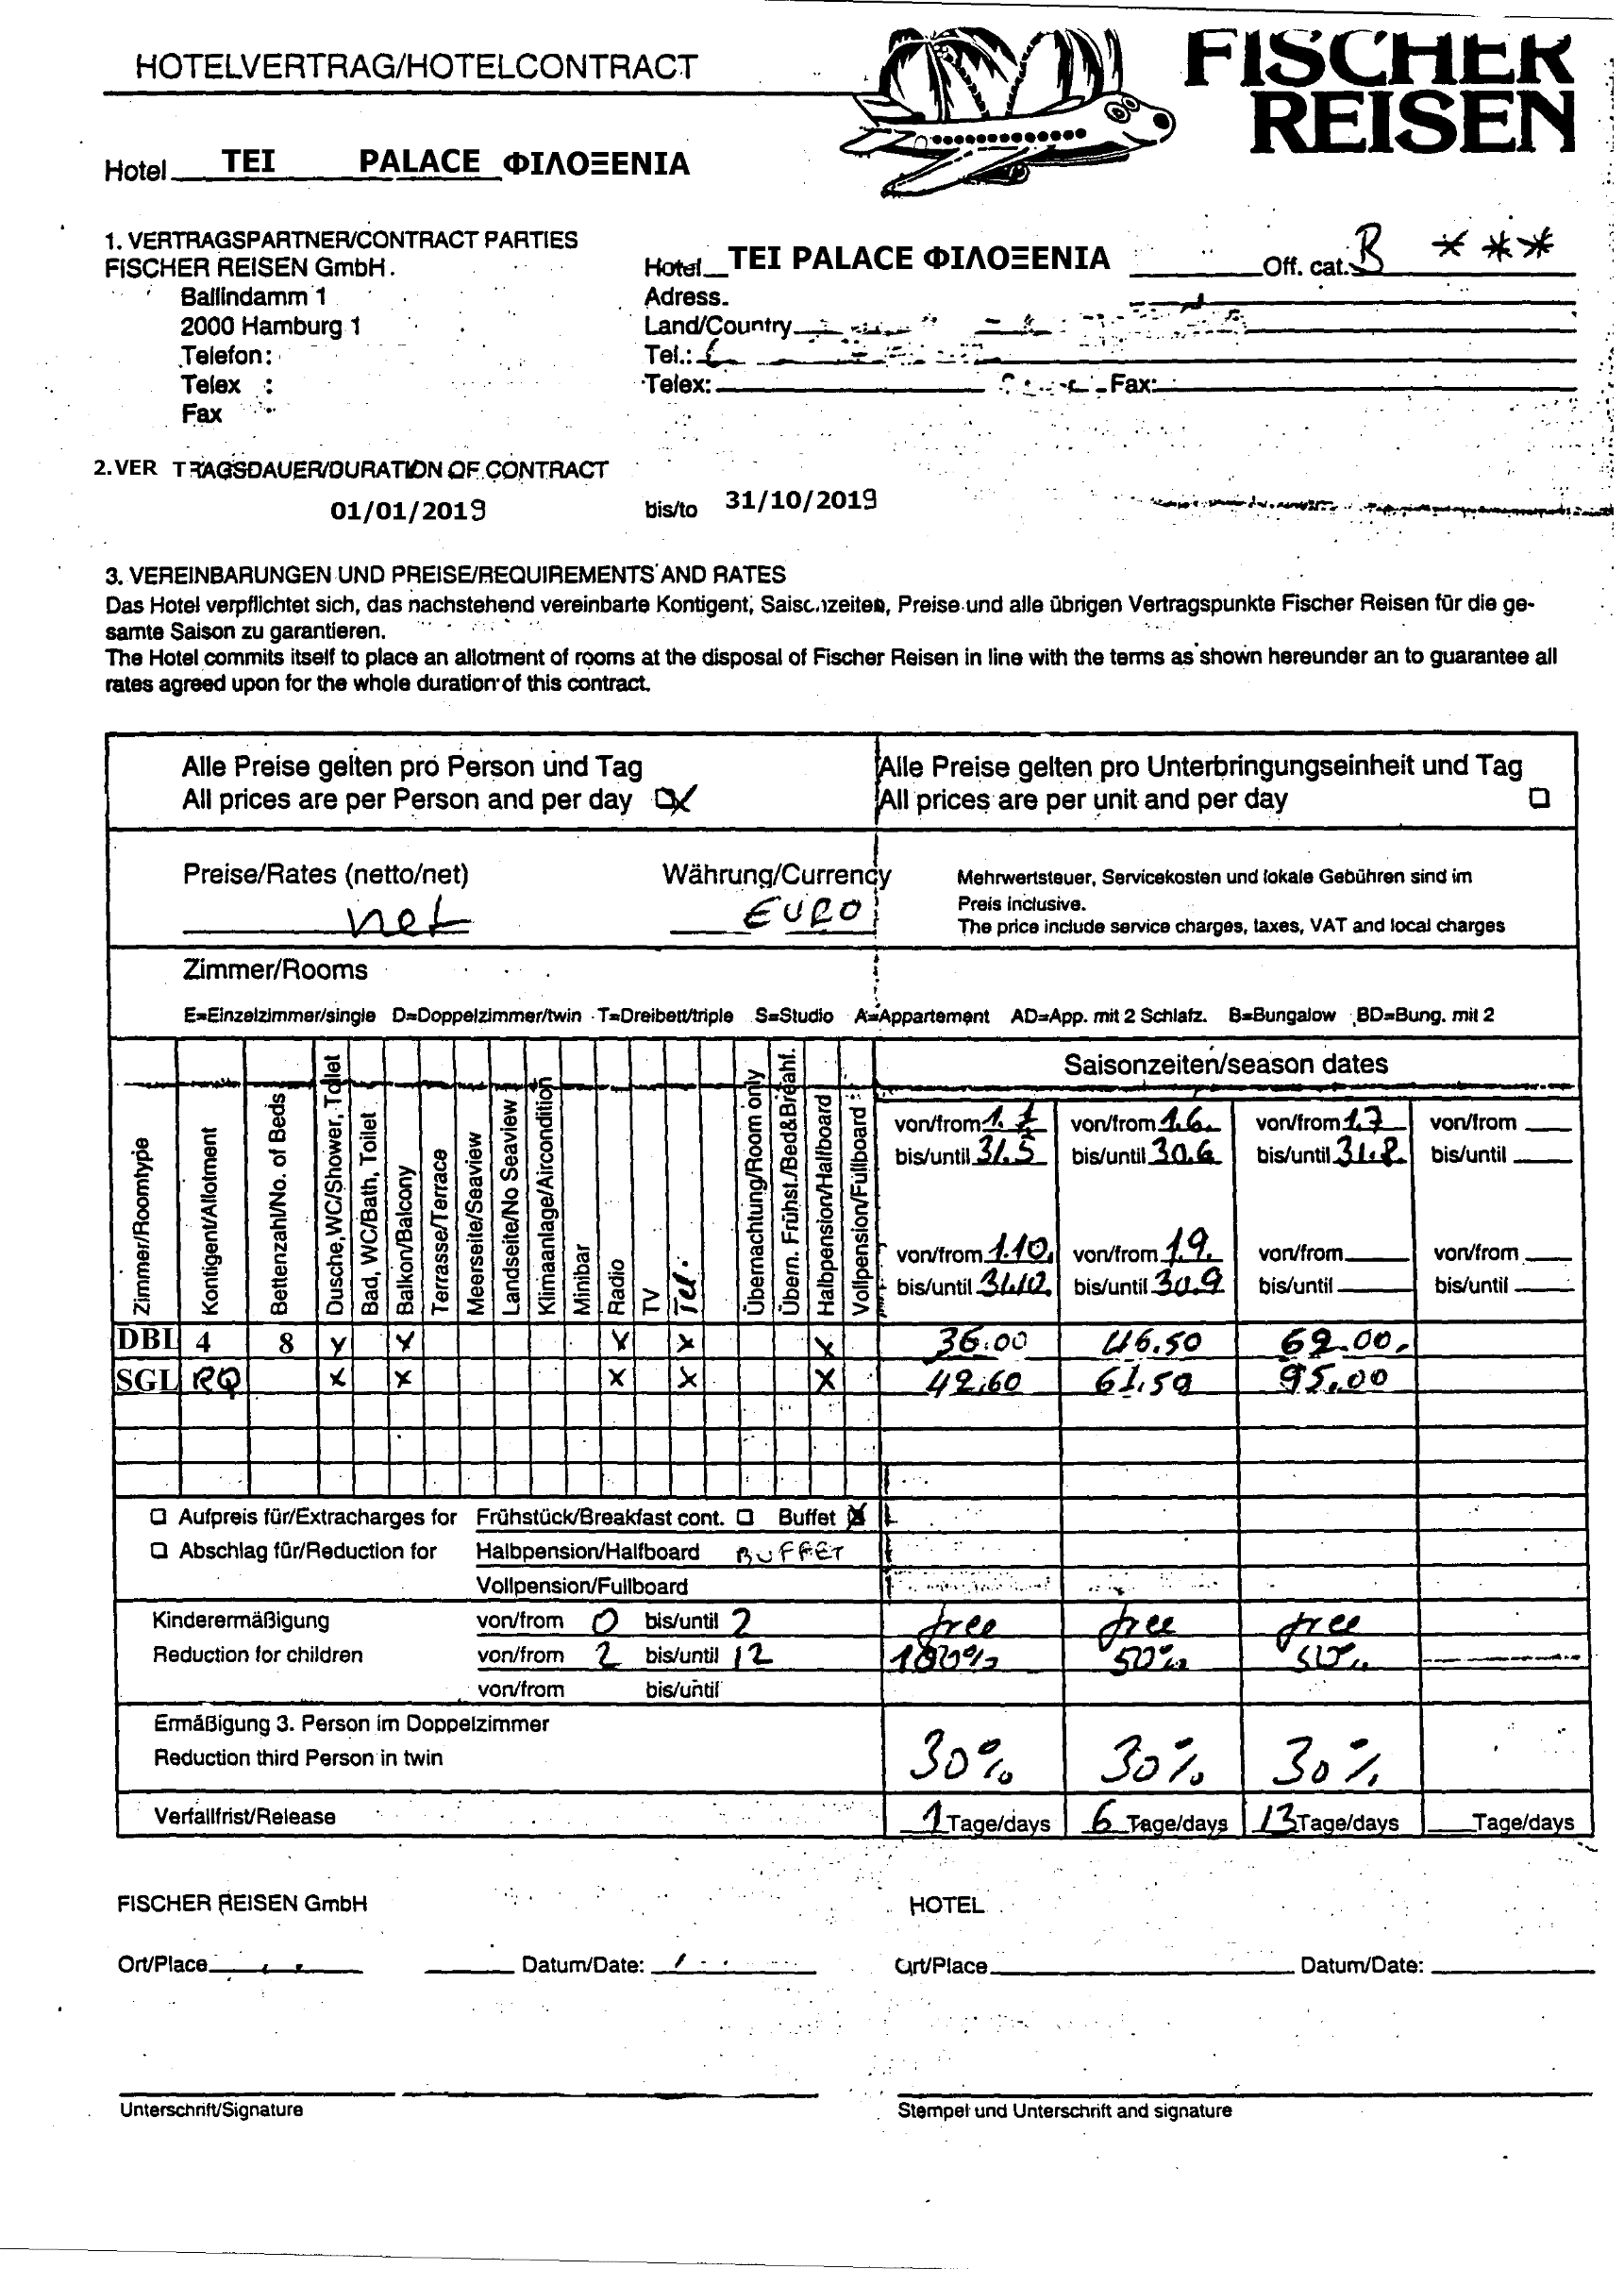 HOTELVERTRAG/HOTELCONTRACT
FISCHER
REISEN
Hotel TEI PALACE ΦΙΛΟΞΕΝΙΑ
1. VERTRAGSPARTNER/CONTRACT PARTIES
FISCHER REISEN GmbH.
Ballindamm 1
2000 Hamburg 1
Telefon:
Telex :
Fax
Hotel TEI PALACE ΦΙΛΟΞΕΝΙΑ Off. cat. B ***
Adress.
Land/Country
Tel.:
Telex: Fax:
2.VER TRAGSDAUER/DURATION OF CONTRACT
01/01/2019 bis/to 31/10/2019
3. VEREINBARUNGEN UND PREISE/REQUIREMENTS AND RATES
Das Hotel verpflichtet sich, das nachstehend vereinbarte Kontigent, Saisonzeiten, Preise und alle übrigen Vertragspunkte Fischer Reisen für die ge-
samte Saison zu garantieren.
The Hotel commits itself to place an allotment of rooms at the disposal of Fischer Reisen in line with the terms as shown hereunder an to guarantee all
rates agreed upon for the whole duration of this contract.
Alle Preise gelten pro Person und Tag
All prices are per Person and per day X
Alle Preise gelten pro Unterbringungseinheit und Tag
All prices are per unit and per day
Preise/Rates (netto/net) Währung/Currency
net EURO
Mehrwertsteuer, Servicekosten und lokale Gebühren sind im
Preis inclusive.
The price include service charges, taxes, VAT and local charges
Zimmer/Rooms
E=Einzelzimmer/single D=Doppelzimmer/twin T=Dreibett/triple S=Studio A=Appartement AD=App. mit 2 Schlafz. B=Bungalow BD=Bung. mit 2
Zimmer/Roomtype
Kontigent/Allotment
Bettenzahl/No. of Beds
Dusche,WC/Shower, Toilet
Bad, WC/Bath, Toilet
Balkon/Balcony
Terrasse/Terrace
Meerseite/Seaview
Landseite/No Seaview
Klimaanlage/Aircondition
Minibar
Radio
TV
Tel.
Übernachtung/Room only
Übern. Frühst./Bed&Breahf.
Halbpension/Halfboard
Vollpension/Fullboard
Saisonzeiten/season dates
von/from von/from 1.6. von/from 1.7 von/from
bis/until 31.5 bis/until 30.6 bis/until 31.8. bis/until
von/from 1.10. von/from 1.9. von/from von/from
bis/until 31.10. bis/until 30.9 bis/until bis/until
DBL 4 8 x x x x x 36.00 46.50 69.00,
SGL RQ x x x x x 42,60 61,50 95,00
Aufpreis für/Extracharges for Frühstück/Breakfast cont. Buffet X
Abschlag für/Reduction for Halbpension/Halfboard BUFFET
Vollpension/Fullboard
Kinderermäßigung von/from 0 bis/until 2 free free free
Reduction for children von/from 2 bis/until 12 100% 50% 50%
von/from bis/until
Ermäßigung 3. Person im Doppelzimmer
Reduction third Person in twin 30% 30% 30%
Verfallfrist/Release 1 Tage/days 6 Tage/days 13 Tage/days Tage/days
FISCHER REISEN GmbH HOTEL
Ort/Place Datum/Date: Ort/Place Datum/Date:
Unterschrift/Signature Stempel und Unterschrift and signature